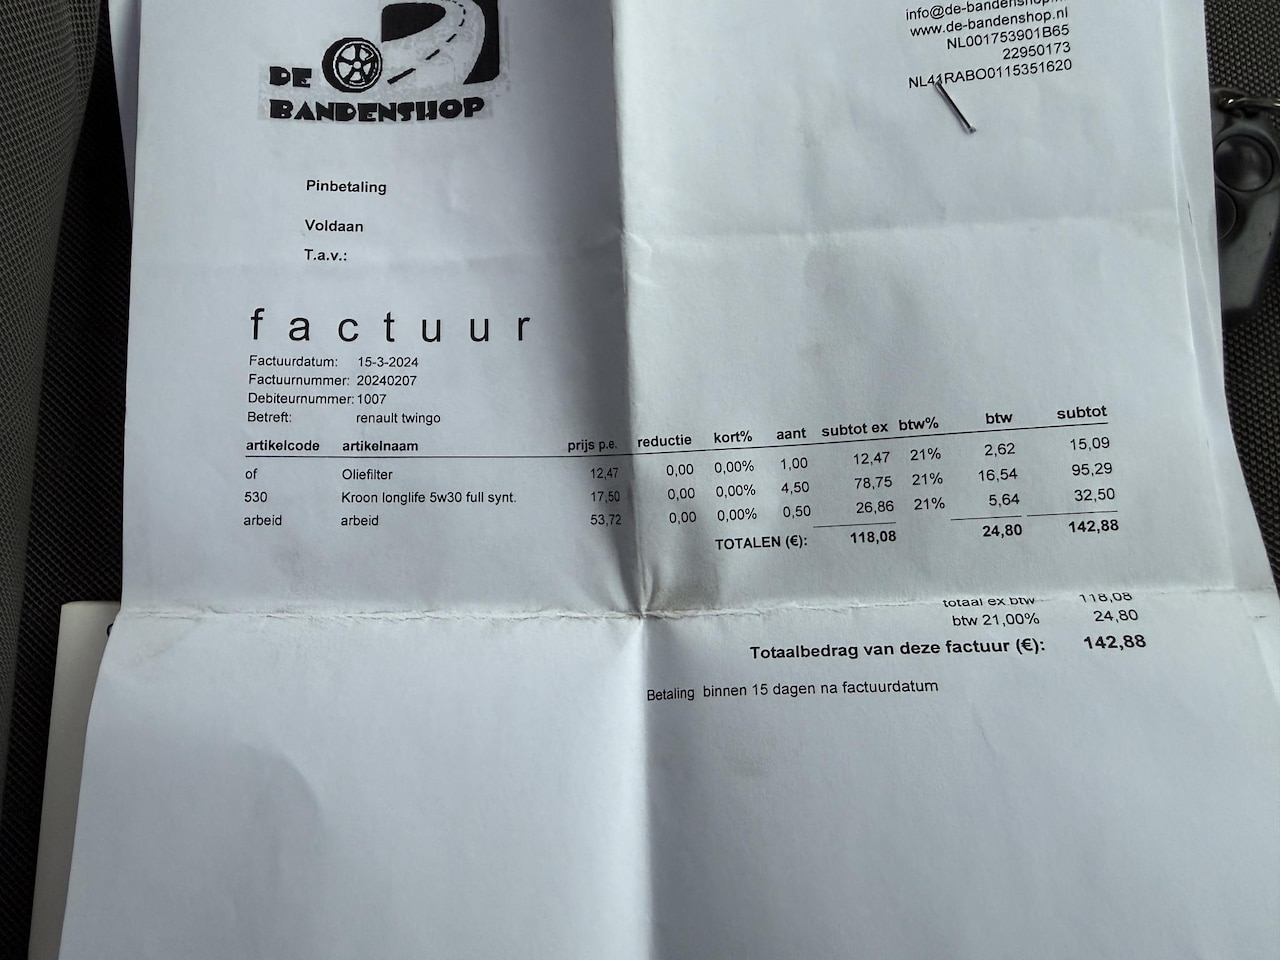 info@de-bandenshop.nl
www.de-bandenshop.nl
NL001753901B65
22950173
NL41RABO0115351620
DE
BANDENSHOP
Pinbetaling
Voldaan
T.a.v.:
factuur
Factuurdatum: 15-3-2024
Factuurnummer: 20240207
Debiteurnummer: 1007
Betreft: renault twingo
artikelcode artikelnaam prijs p.e. reductie kort% aant subtot ex btw% btw subtot
of Oliefilter 12,47 0,00 0,00% 1,00 12,47 21% 2,62 15,09
530 Kroon longlife 5w30 full synt. 17,50 0,00 0,00% 4,50 78,75 21% 16,54 95,29
arbeid arbeid 53,72 0,00 0,00% 0,50 26,86 21% 5,64 32,50
TOTALEN (€): 118,08 24,80 142,88
totaal ex btw 118,08
btw 21,00% 24,80
Totaalbedrag van deze factuur (€): 142,88
Betaling binnen 15 dagen na factuurdatum